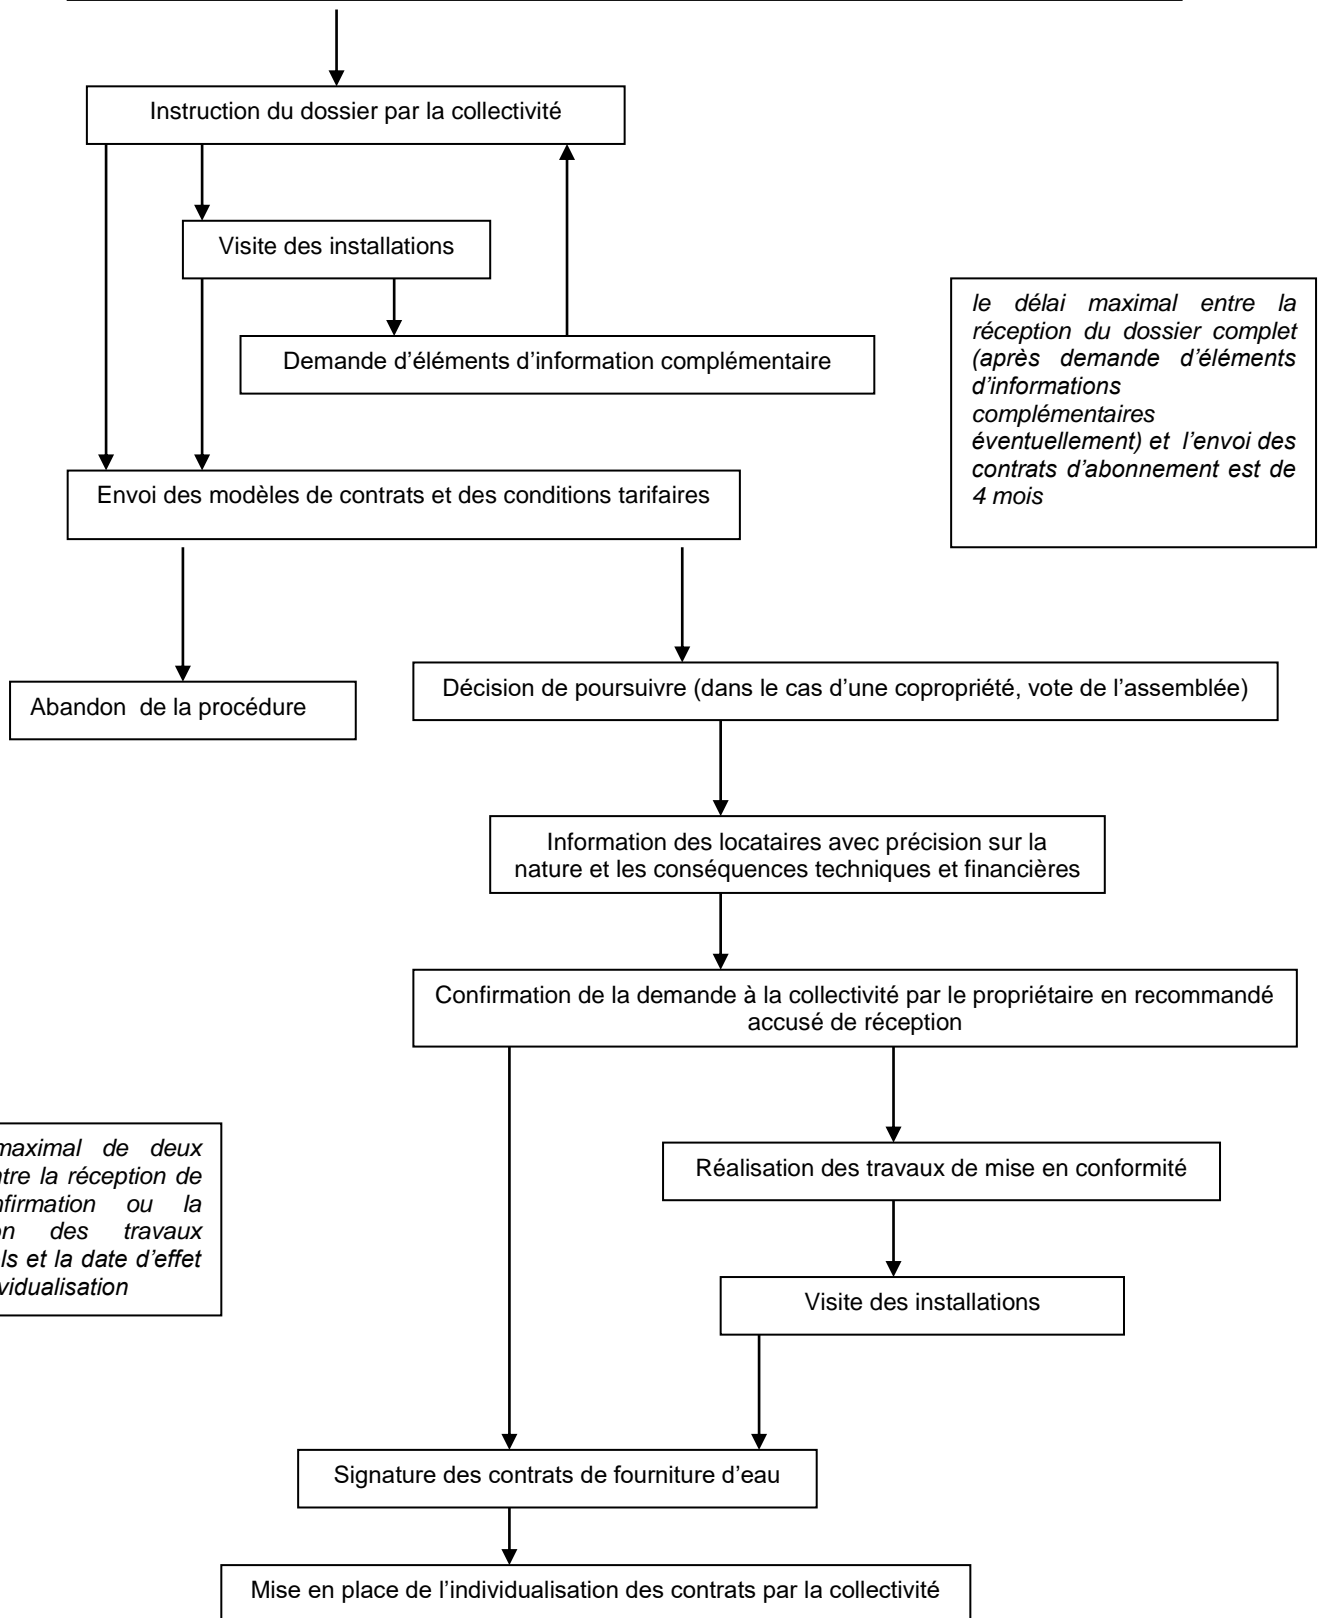 Instruction du dossier par la collectivité
Visite des installations
le délai maximal entre la
réception du dossier complet
(après demande d’éléments
d’informations
complémentaires
éventuellement) et l’envoi des
contrats d’abonnement est de
4 mois
Demande d’éléments d’information complémentaire
Envoi des modèles de contrats et des conditions tarifaires
Abandon de la procédure
Décision de poursuivre (dans le cas d’une copropriété, vote de l’assemblée)
Information des locataires avec précision sur la
nature et les conséquences techniques et financières
Confirmation de la demande à la collectivité par le propriétaire en recommandé
accusé de réception
maximal de deux
la réception de
ou la
des travaux
et la date d’effet
Réalisation des travaux de mise en conformité
Visite des installations
Signature des contrats de fourniture d’eau
Mise en place de l’individualisation des contrats par la collectivité